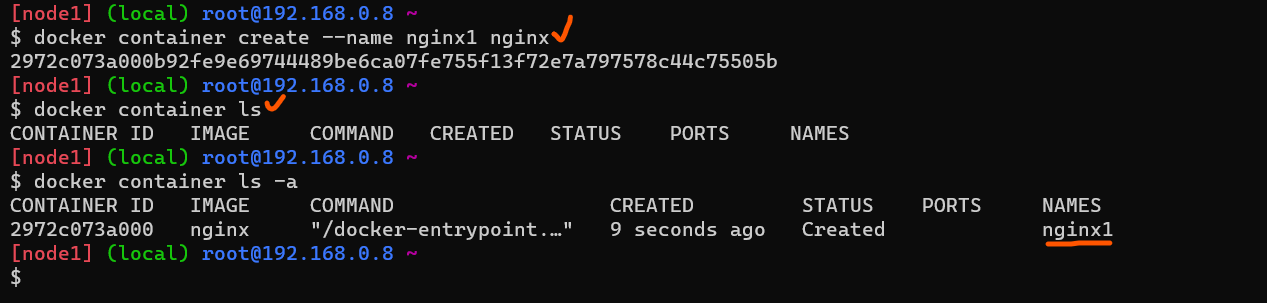 [node1] (local) root@192.168.0.8 ~
$ docker container create --name nginx1 nginx
2972c073a000b92fe9e69744489be6ca07fe755f13f72e7a797578c44c75505b
[node1] (local) root@192.168.0.8 ~
$ docker container ls
CONTAINER ID   IMAGE     COMMAND   CREATED   STATUS    PORTS     NAMES
[node1] (local) root@192.168.0.8 ~
$ docker container ls -a
CONTAINER ID   IMAGE     COMMAND                  CREATED         STATUS    PORTS     NAMES
2972c073a000   nginx     "/docker-entrypoint.…"   9 seconds ago   Created             nginx1
[node1] (local) root@192.168.0.8 ~
$